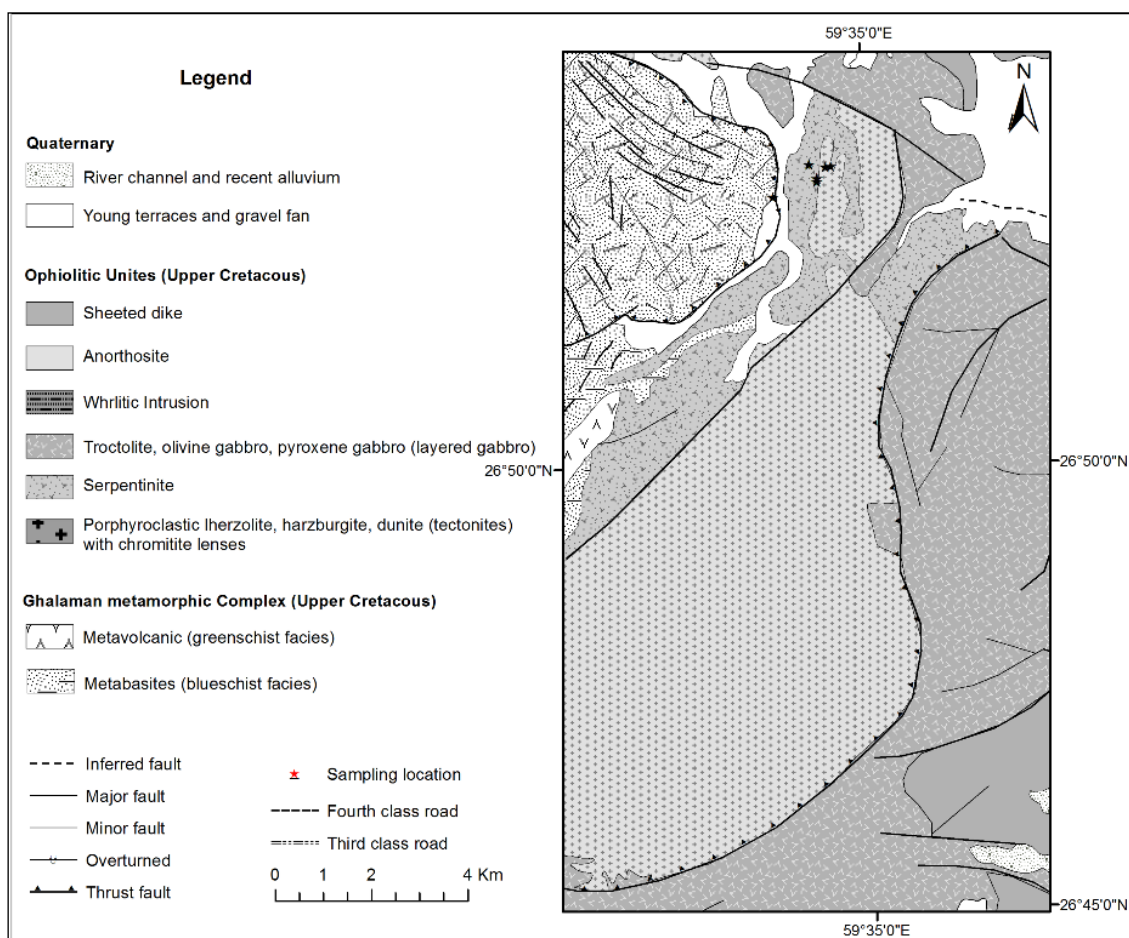 Legend
Quaternary
River channel and recent alluvium
Young terraces and gravel fan
Ophiolitic Unites (Upper Cretacous)
Sheeted dike
Anorthosite
Whrlitic Intrusion
Troctolite, olivine gabbro, pyroxene gabbro (layered gabbro)
Serpentinite
Porphyroclastic lherzolite, harzburgite, dunite (tectonites)
with chromitite lenses
Ghalaman metamorphic Complex (Upper Cretacous)
Metavolcanic (greenschist facies)
Metabasites (blueschist facies)
Inferred fault
Major fault
Minor fault
Overturned
Thrust fault
Sampling location
Fourth class road
Third class road
0 1 2 4 Km
59°35'0"E
N
26°50'0"N
26°50'0"N
26°45'0"N
59°35'0"E